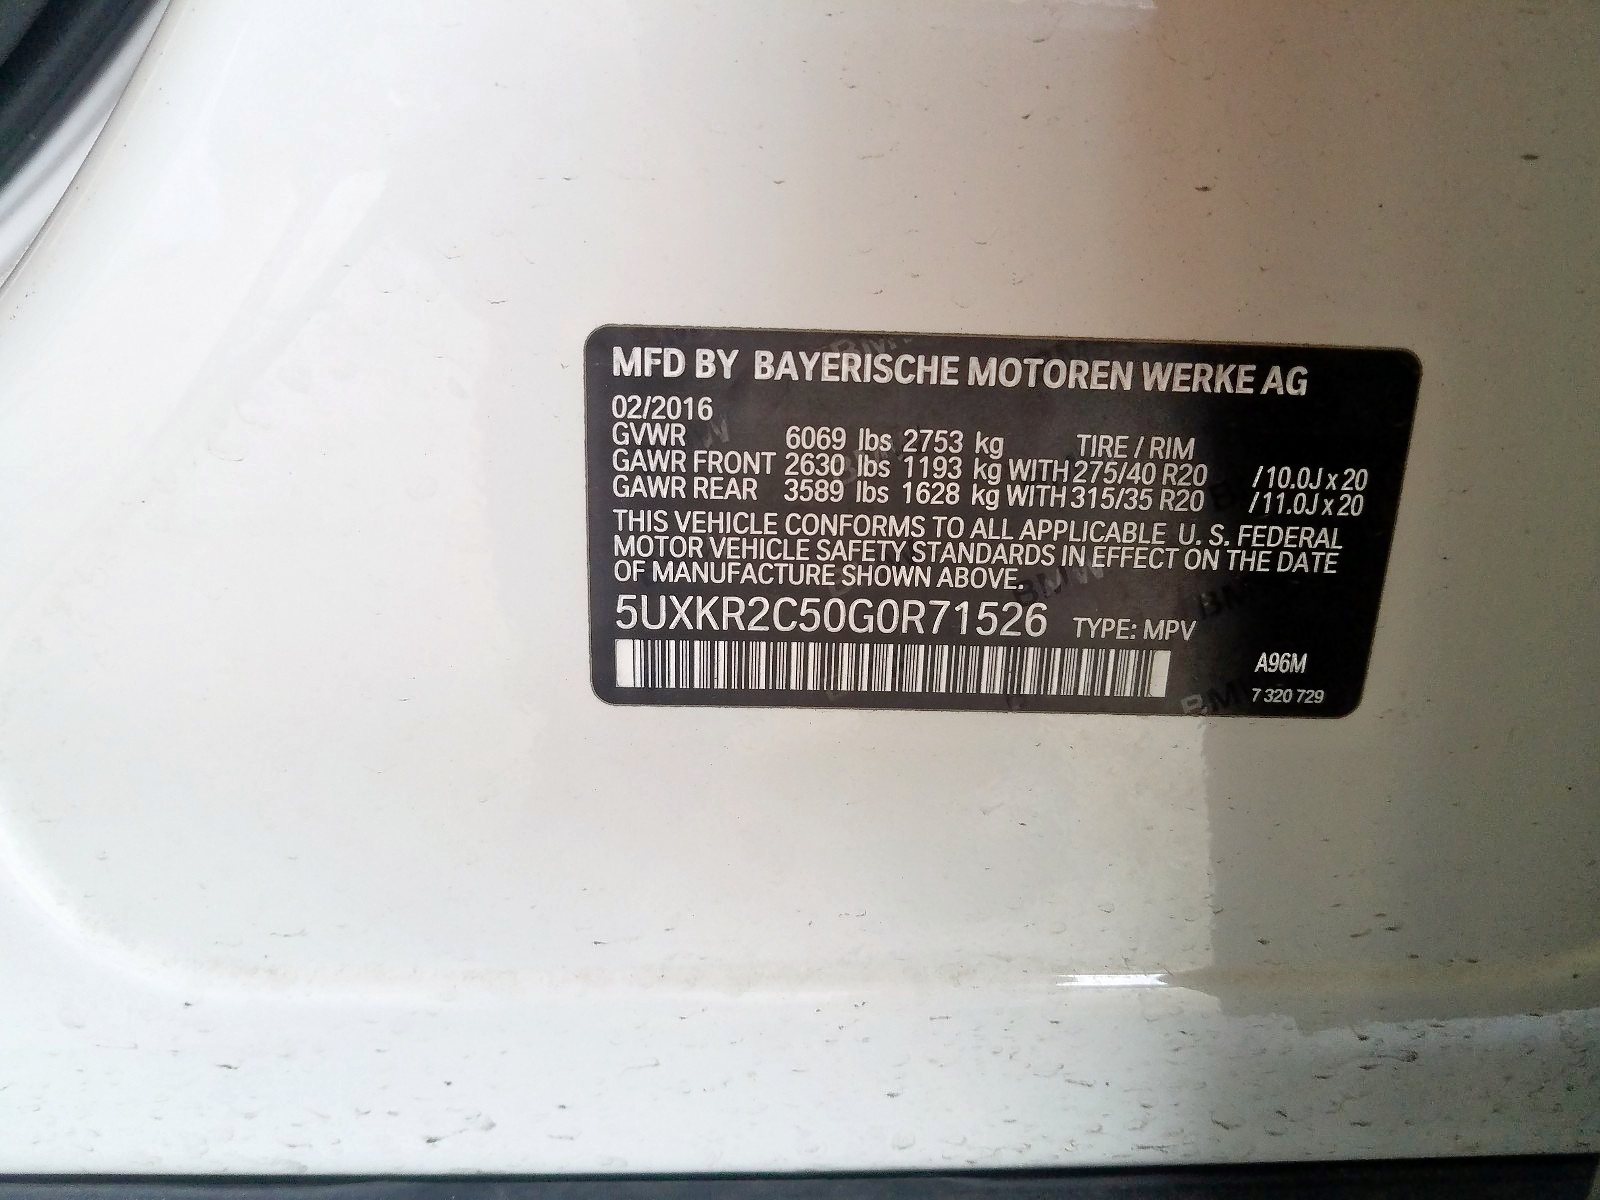 MFD BY BAYERISCHE MOTOREN WERKE AG
02/2016
GVWR 6069 lbs 2753 kg TIRE / RIM
GAWR FRONT 2630 lbs 1193 kg WITH 275/40 R20 / 10.0J x 20
GAWR REAR 3589 lbs 1628 kg WITH 315/35 R20 / 11.0J x 20
THIS VEHICLE CONFORMS TO ALL APPLICABLE U. S. FEDERAL
MOTOR VEHICLE SAFETY STANDARDS IN EFFECT ON THE DATE
OF MANUFACTURE SHOWN ABOVE.
5UXKR2C50G0R71526 TYPE: MPV
A96M
7 320 729